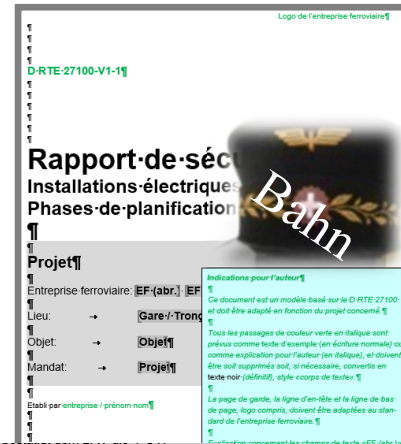 Logo de l'entreprise ferroviaire¶
¶
¶
¶
¶
D·RTE·27100-V1-1¶
¶
¶
¶
¶
¶
¶
Rapport·de·sécu
Installations·électriques
Phases·de·planification
Bahn
¶
¶
Projet¶
¶
Entreprise·ferroviaire: EF·(abr.) EF
¶
Lieu: → Gare·/·Tronç
¶
Objet: → Objet¶
¶
Mandat: → Projet¶
¶
¶
Etabli·par·entreprise·/·prénom·nom¶
¶
¶
¶
Indications·pour·l'auteur¶
¶
Ce·document·est·un·modèle·basé·sur·le·D·RTE·27100·
et·doit·être·adapté·en·fonction·du·projet·concerné.¶
¶
Tous·les·passages·de·couleur·verte·en·italique·sont·
prévus·comme·texte·d'exemple·(en·écriture·normale)·ou
comme·explication·pour·l'auteur·(en·italique),·et·doivent
être·soit·supprimés·soit,·si·nécessaire,·convertis·en·
texte·noir·(définitif),·style·«corps·de·texte».·¶
¶
La·page·de·garde,·la·ligne·d'en-tête·et·la·ligne·de·bas·
de·page,·logo·compris,·doivent·être·adaptées·au·stan-
dard·de·l'entreprise·ferroviaire.¶
¶